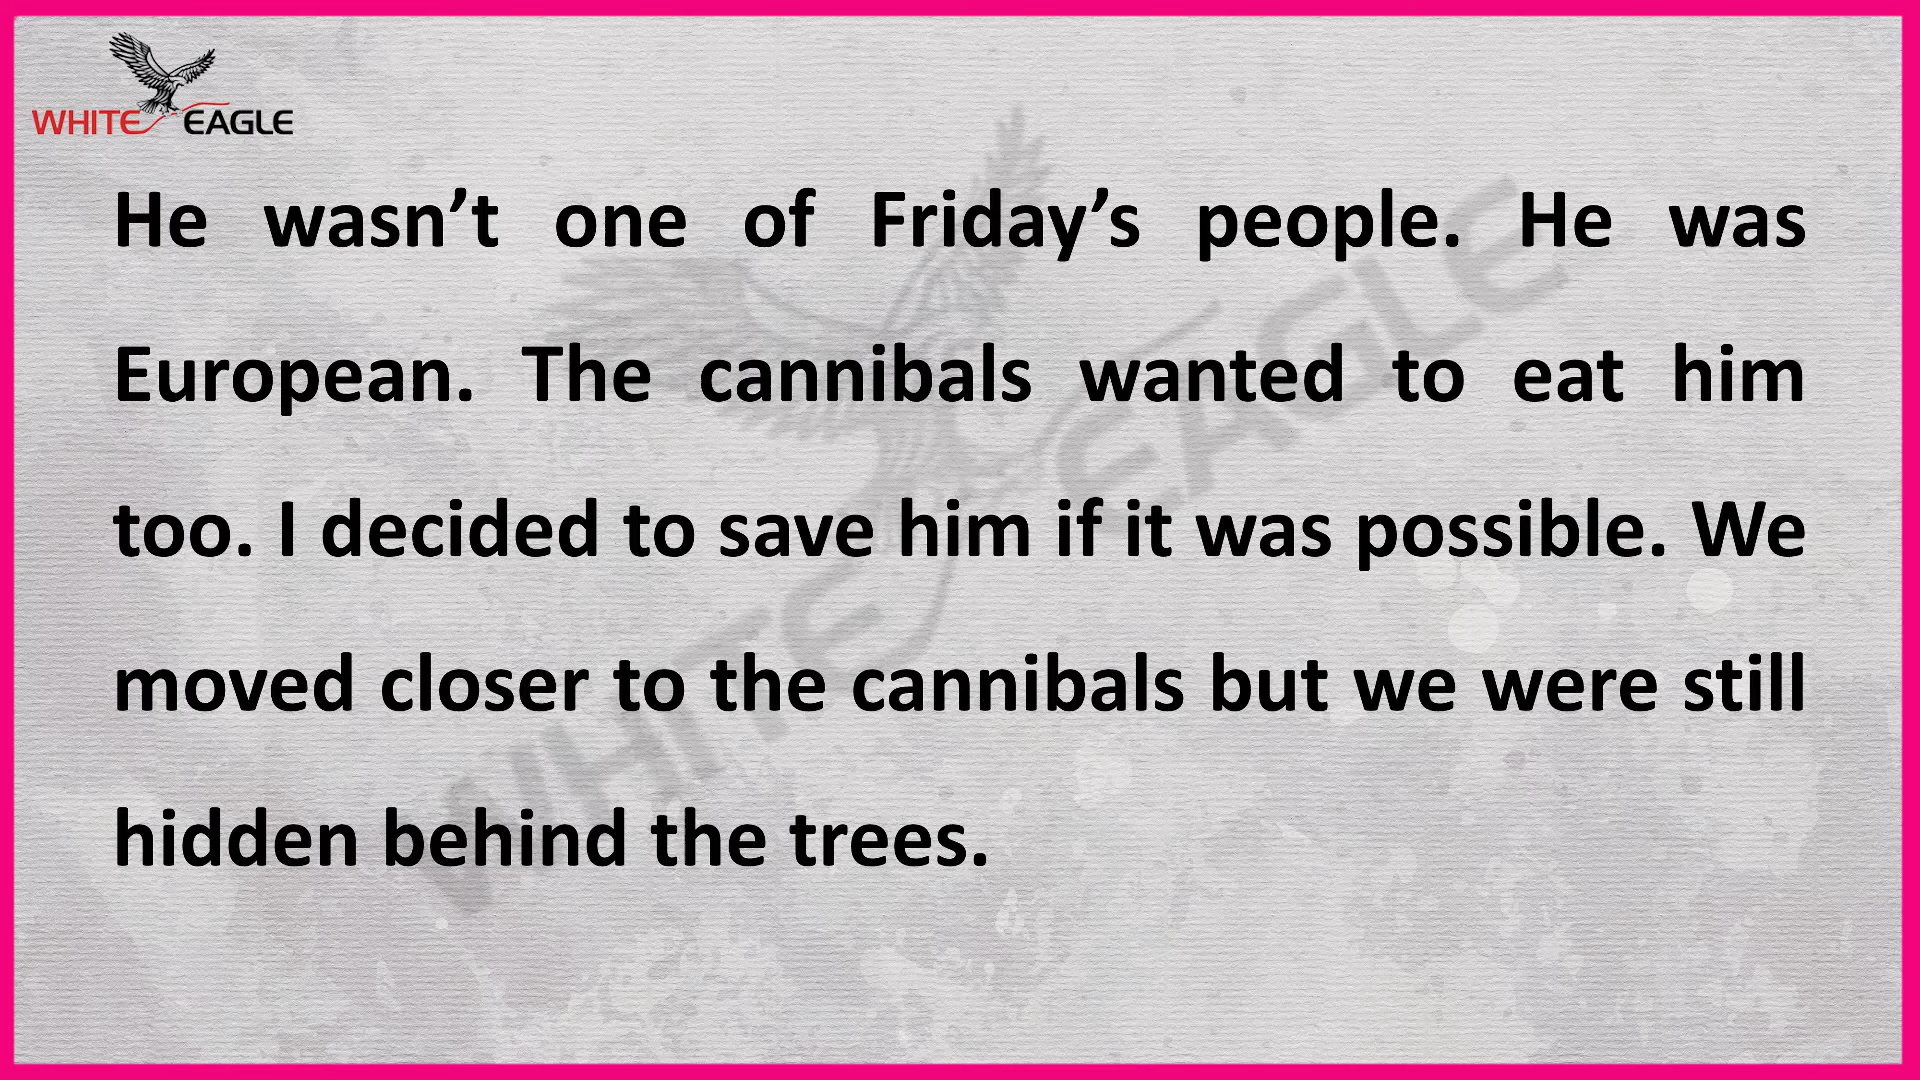 WHITE EAGLE
He wasn’t one of Friday’s people. He was
European. The cannibals wanted to eat him
too. I decided to save him if it was possible. We
moved closer to the cannibals but we were still
hidden behind the trees.
WHITE EAGLE